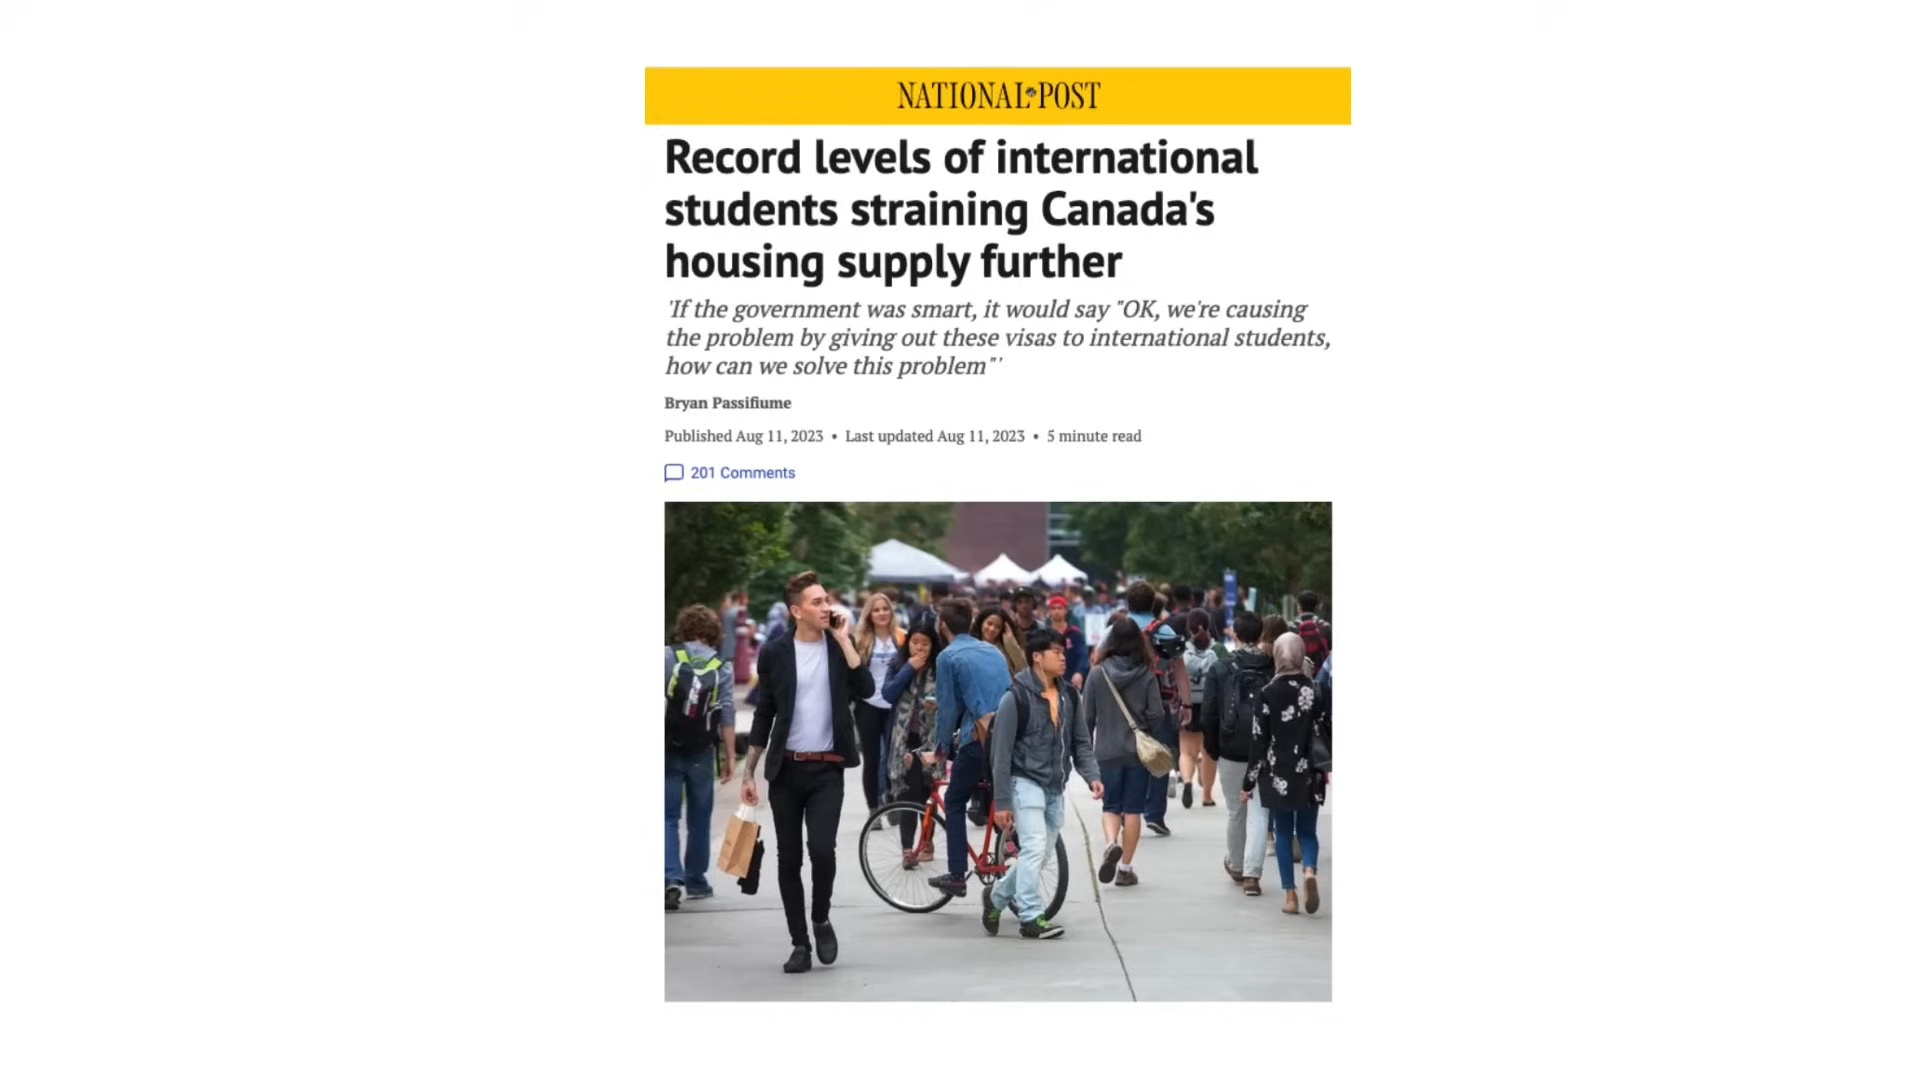 NATIONAL POST
Record levels of international
students straining Canada's
housing supply further
'If the government was smart, it would say "OK, we're causing
the problem by giving out these visas to international students,
how can we solve this problem"'
Bryan Passifiume
Published Aug 11, 2023 • Last updated Aug 11, 2023 • 5 minute read
201 Comments